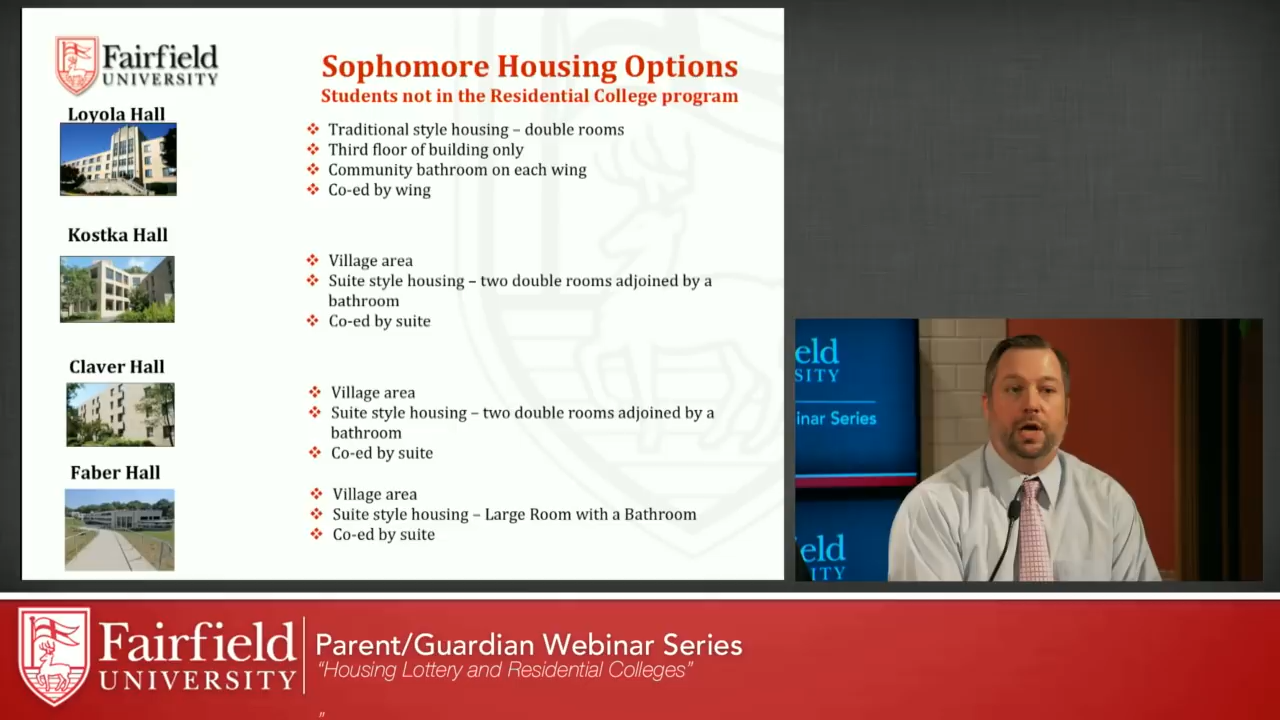 Fairfield
UNIVERSITY
Sophomore Housing Options
Students not in the Residential College program
Loyola Hall
❖ Traditional style housing – double rooms
❖ Third floor of building only
❖ Community bathroom on each wing
❖ Co-ed by wing
Kostka Hall
❖ Village area
❖ Suite style housing – two double rooms adjoined by a
bathroom
❖ Co-ed by suite
Claver Hall
❖ Village area
❖ Suite style housing – two double rooms adjoined by a
bathroom
❖ Co-ed by suite
Faber Hall
❖ Village area
❖ Suite style housing – Large Room with a Bathroom
❖ Co-ed by suite
eld
SITY
inar Series
eld
ITY
Fairfield
UNIVERSITY
Parent/Guardian Webinar Series
“Housing Lottery and Residential Colleges”
”